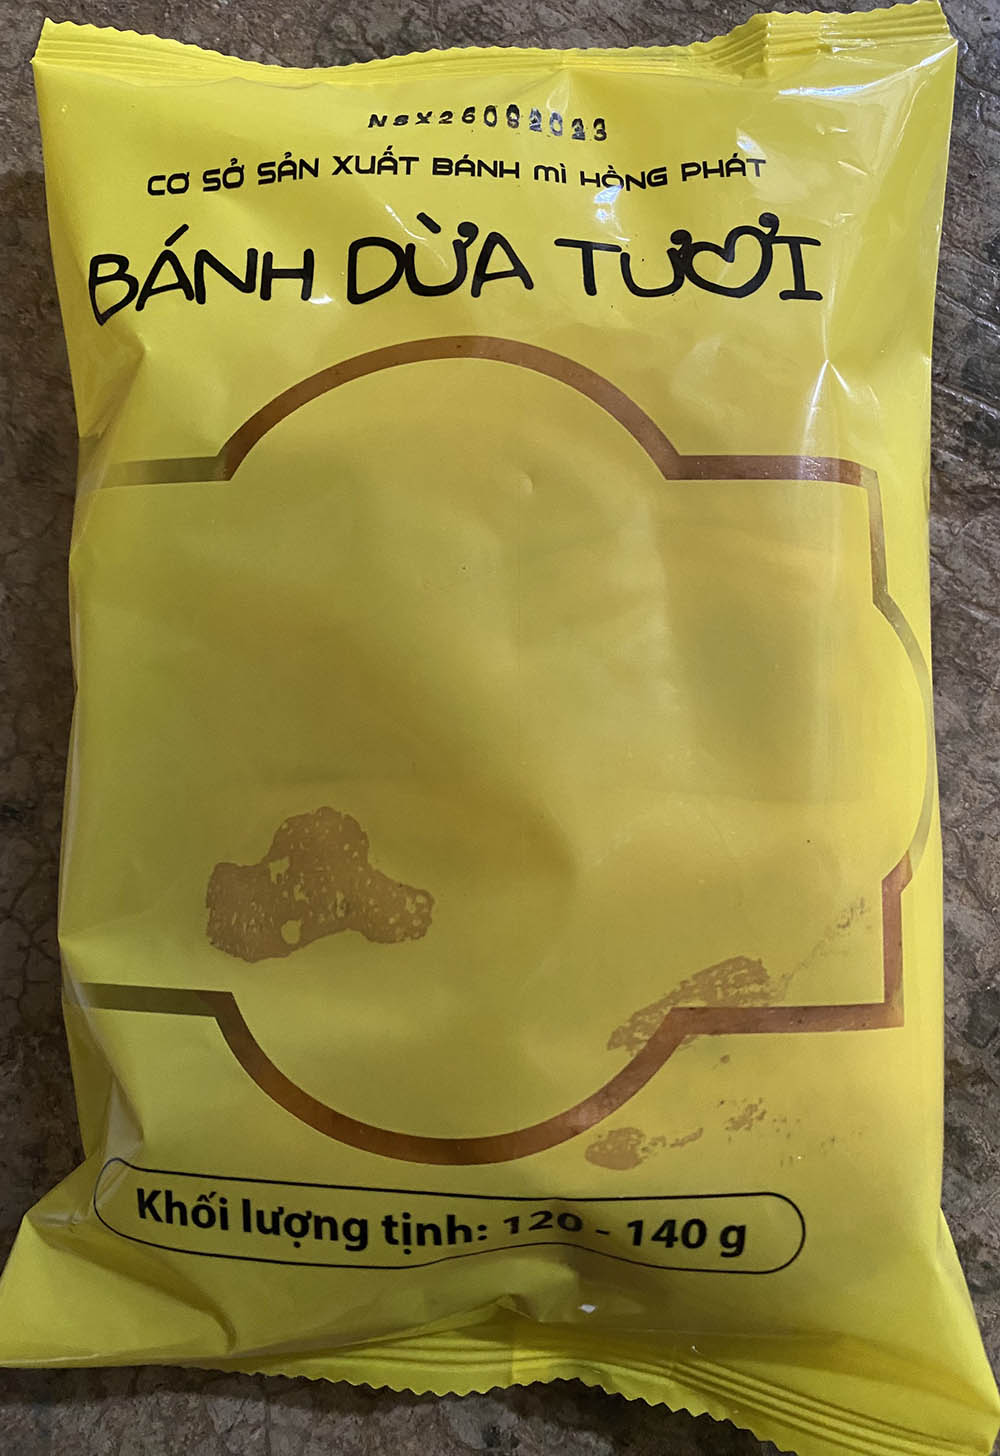 NSX26092023
CƠ SỞ SẢN XUẤT BÁNH MÌ HỒNG PHÁT
BÁNH DỪA TƯƠI
Khối lượng tịnh: 120 - 140 g